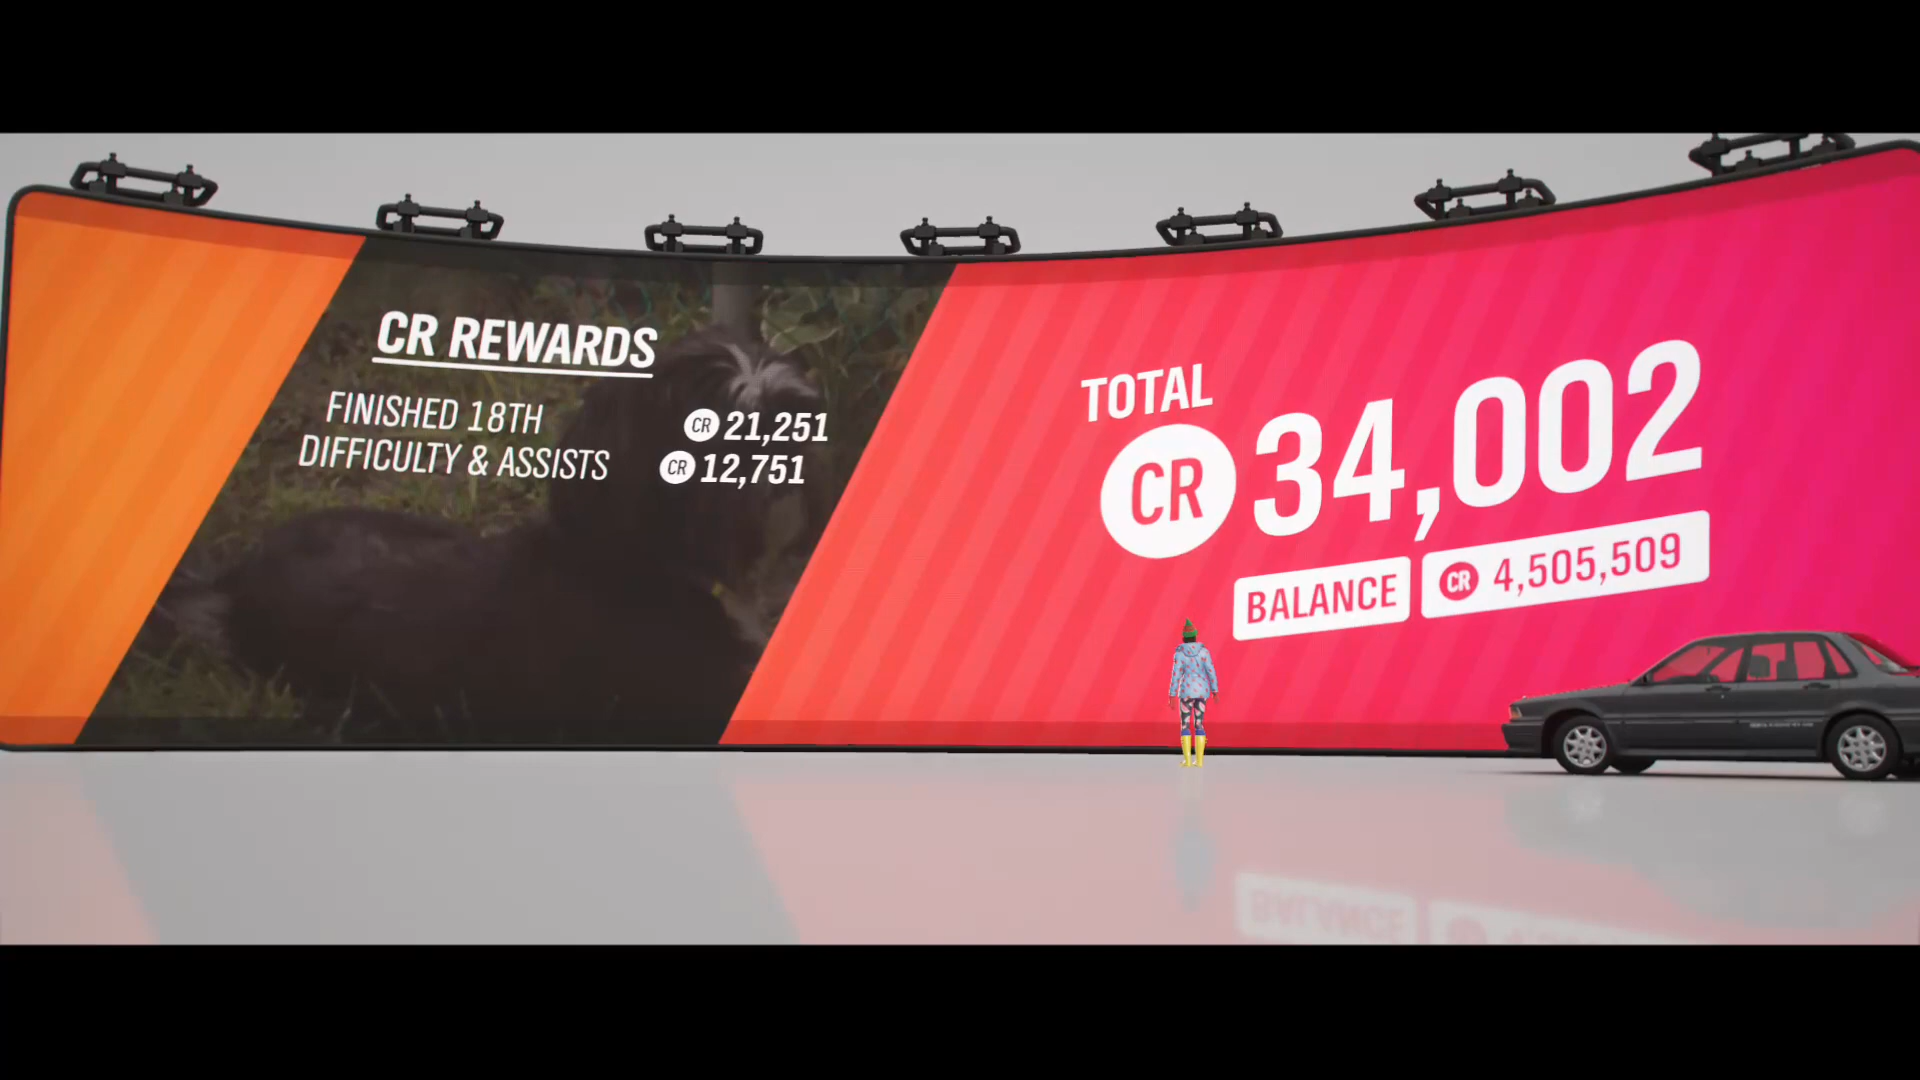 CR REWARDS
FINISHED 18TH CR 21,251
DIFFICULTY & ASSISTS CR 12,751
TOTAL
CR 34,002
BALANCE CR 4,505,509
BALANCE